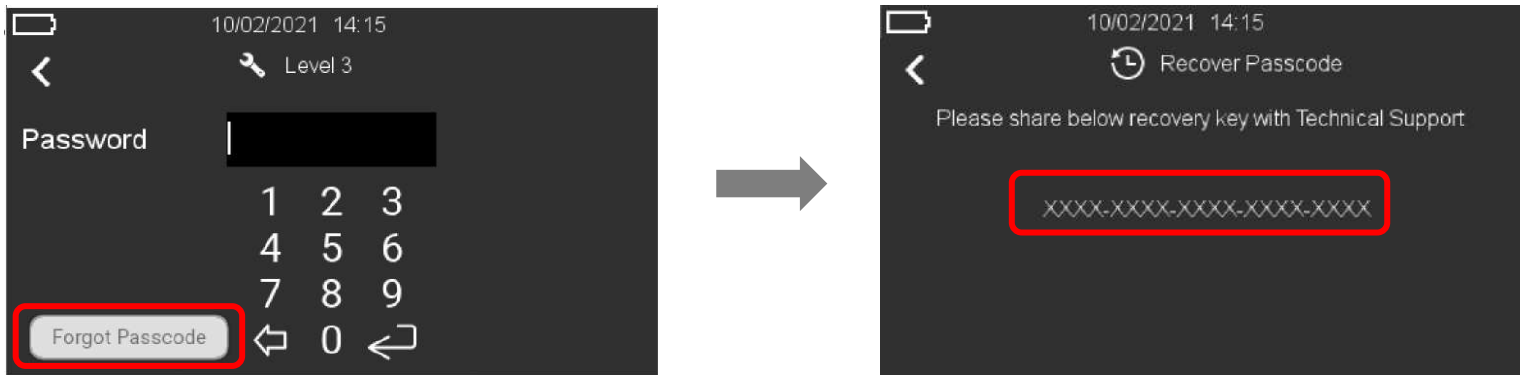 10/02/2021 14:15
Level 3
Password
1 2 3
4 5 6
7 8 9
0
Forgot Passcode
10/02/2021 14:15
Recover Passcode
Please share below recovery key with Technical Support
XXXX-XXXX-XXXX-XXXX-XXXX